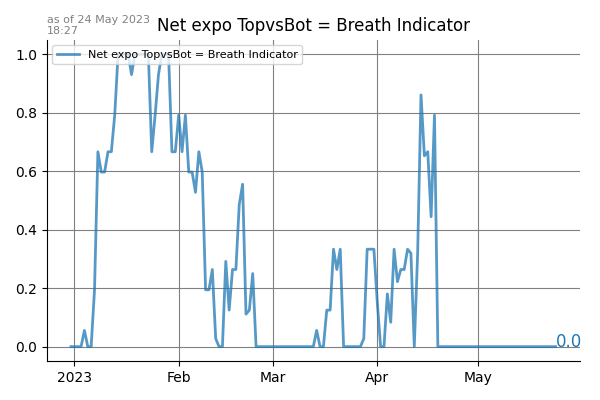 as of 24 May 2023
18:27
Net expo TopvsBot = Breath Indicator
Net expo TopvsBot = Breath Indicator
1.0
0.8
0.6
0.4
0.2
0.0
0.0
2023
Feb
Mar
Apr
May